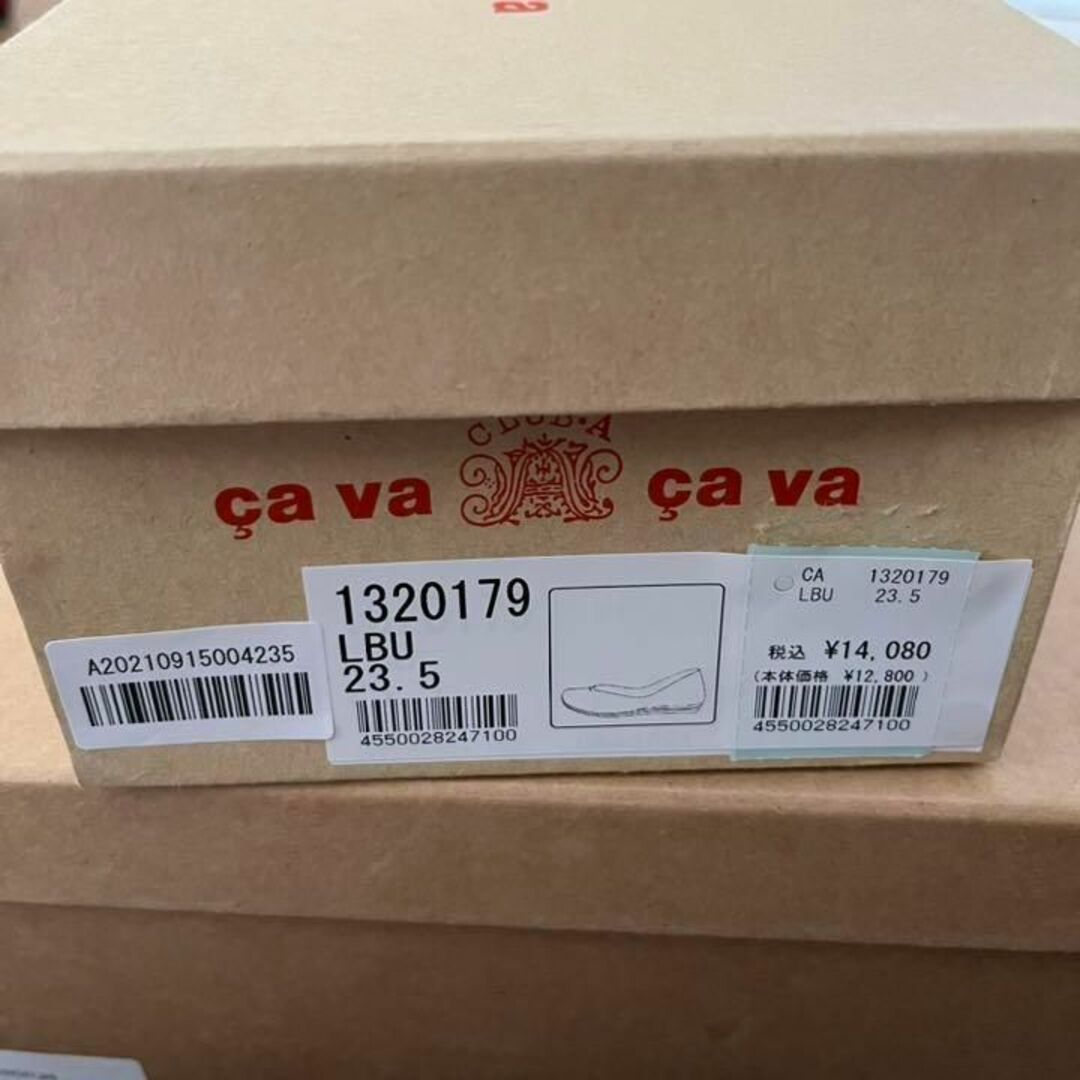 a
CLUB·A
ça va ça va
A20210915004235
1320179
LBU
23.5
4550028247100
CA 1320179
LBU 23.5
税込 ¥14,080
(本体価格 ¥12,800)
4550028247100